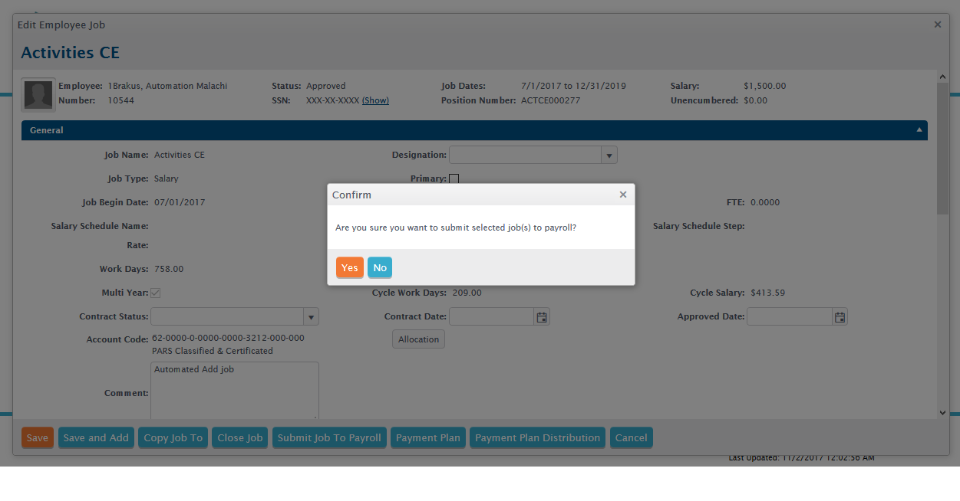 Edit Employee Job
Activities CE
Employee: 1Brakus, Automation Malachi Status: Approved Job Dates: 7/1/2017 to 12/31/2019 Salary: $1,500.00
Number: 10544 SSN: XXX-XX-XXXX (Show) Position Number: ACTCE000277 Unencumbered: $0.00
General
Job Name: Activities CE Designation:
Job Type: Salary Primary:
Confirm
Job Begin Date: 07/01/2017 FTE: 0.0000
Are you sure you want to submit selected job(s) to payroll?
Salary Schedule Name: Salary Schedule Step:
Rate:
Work Days: 758.00
Yes No
Multi Year: Cycle Work Days: 209.00 Cycle Salary: $413.59
Contract Status: Contract Date: Approved Date:
Account Code: 62-0000-0-0000-0000-3212-000-000 Allocation
PARS Classified & Certificated
Automated Add job
Comment:
Save Save and Add Copy Job To Close Job Submit Job To Payroll Payment Plan Payment Plan Distribution Cancel
Last Updated: 11/2/2017 12:02:56 AM